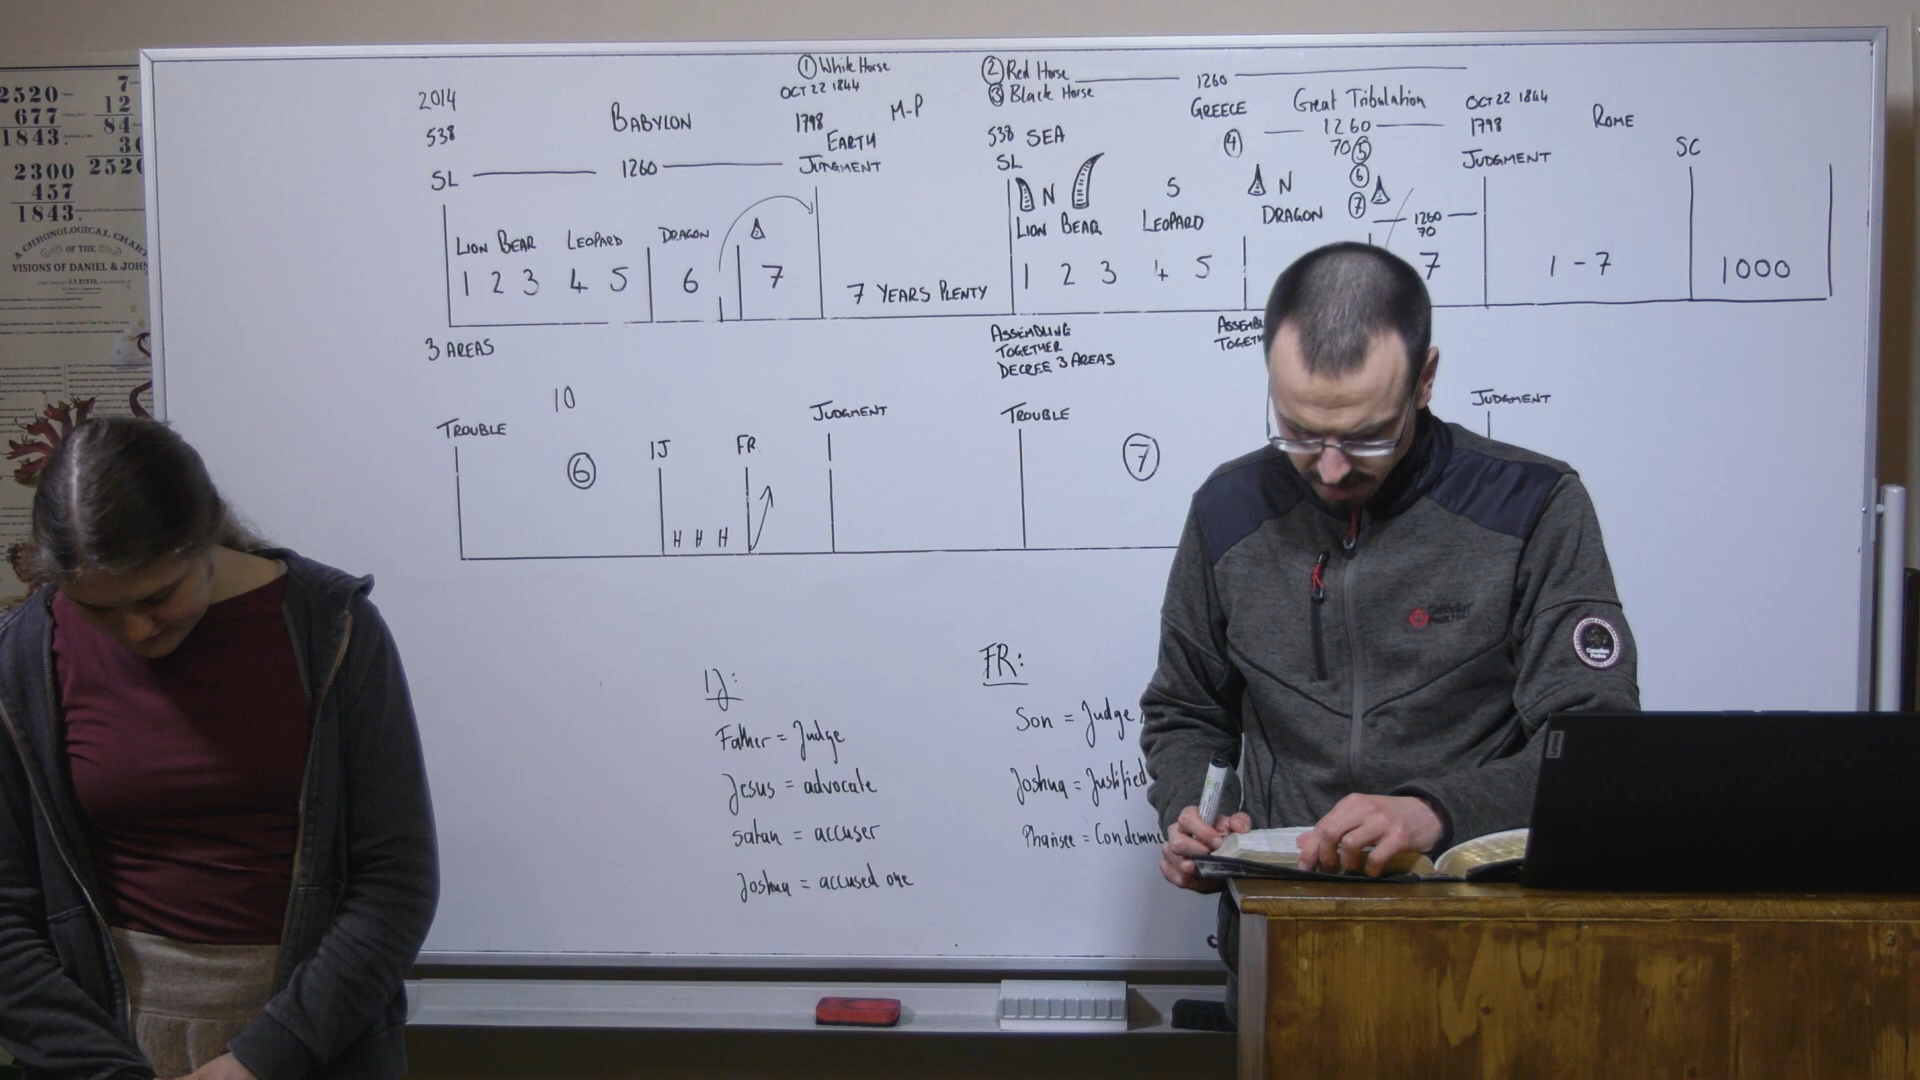 2520
677
1843
2300
457
1843
7
12
84
2520
A CHRONOLOGICAL CHART
OF THE
VISIONS OF DANIEL & JOHN
2014
538
BABYLON
① White Horse
OCT 22 1844
1798
M-P
EARTH
SL
1260
JUDGMENT
LION BEAR LEOPARD DRAGON
1 2 3 4 5 6 7
7 YEARS PLENTY
3 AREAS
② Red Horse
③ Black Horse
1260
GREECE
Great Tribulation
OCT 22 1844
538 SEA
④
1260
1798
ROME
70 ⑤
⑥
⑦
SL
JUDGMENT
SC
N
S
N
LION BEAR LEOPARD DRAGON
1260
70
1 2 3 4 5 7 1-7 1000
ASSEMBLING
TOGETHER
DECREE 3 AREAS
10
TROUBLE
⑥
IJ
FR
JUDGMENT
H H H
TROUBLE
⑦
JUDGMENT
IJ:
Father = Judge
Jesus = advocate
satan = accuser
Joshua = accused one
FR:
Son = Judge
Joshua = Justified
Lenovo